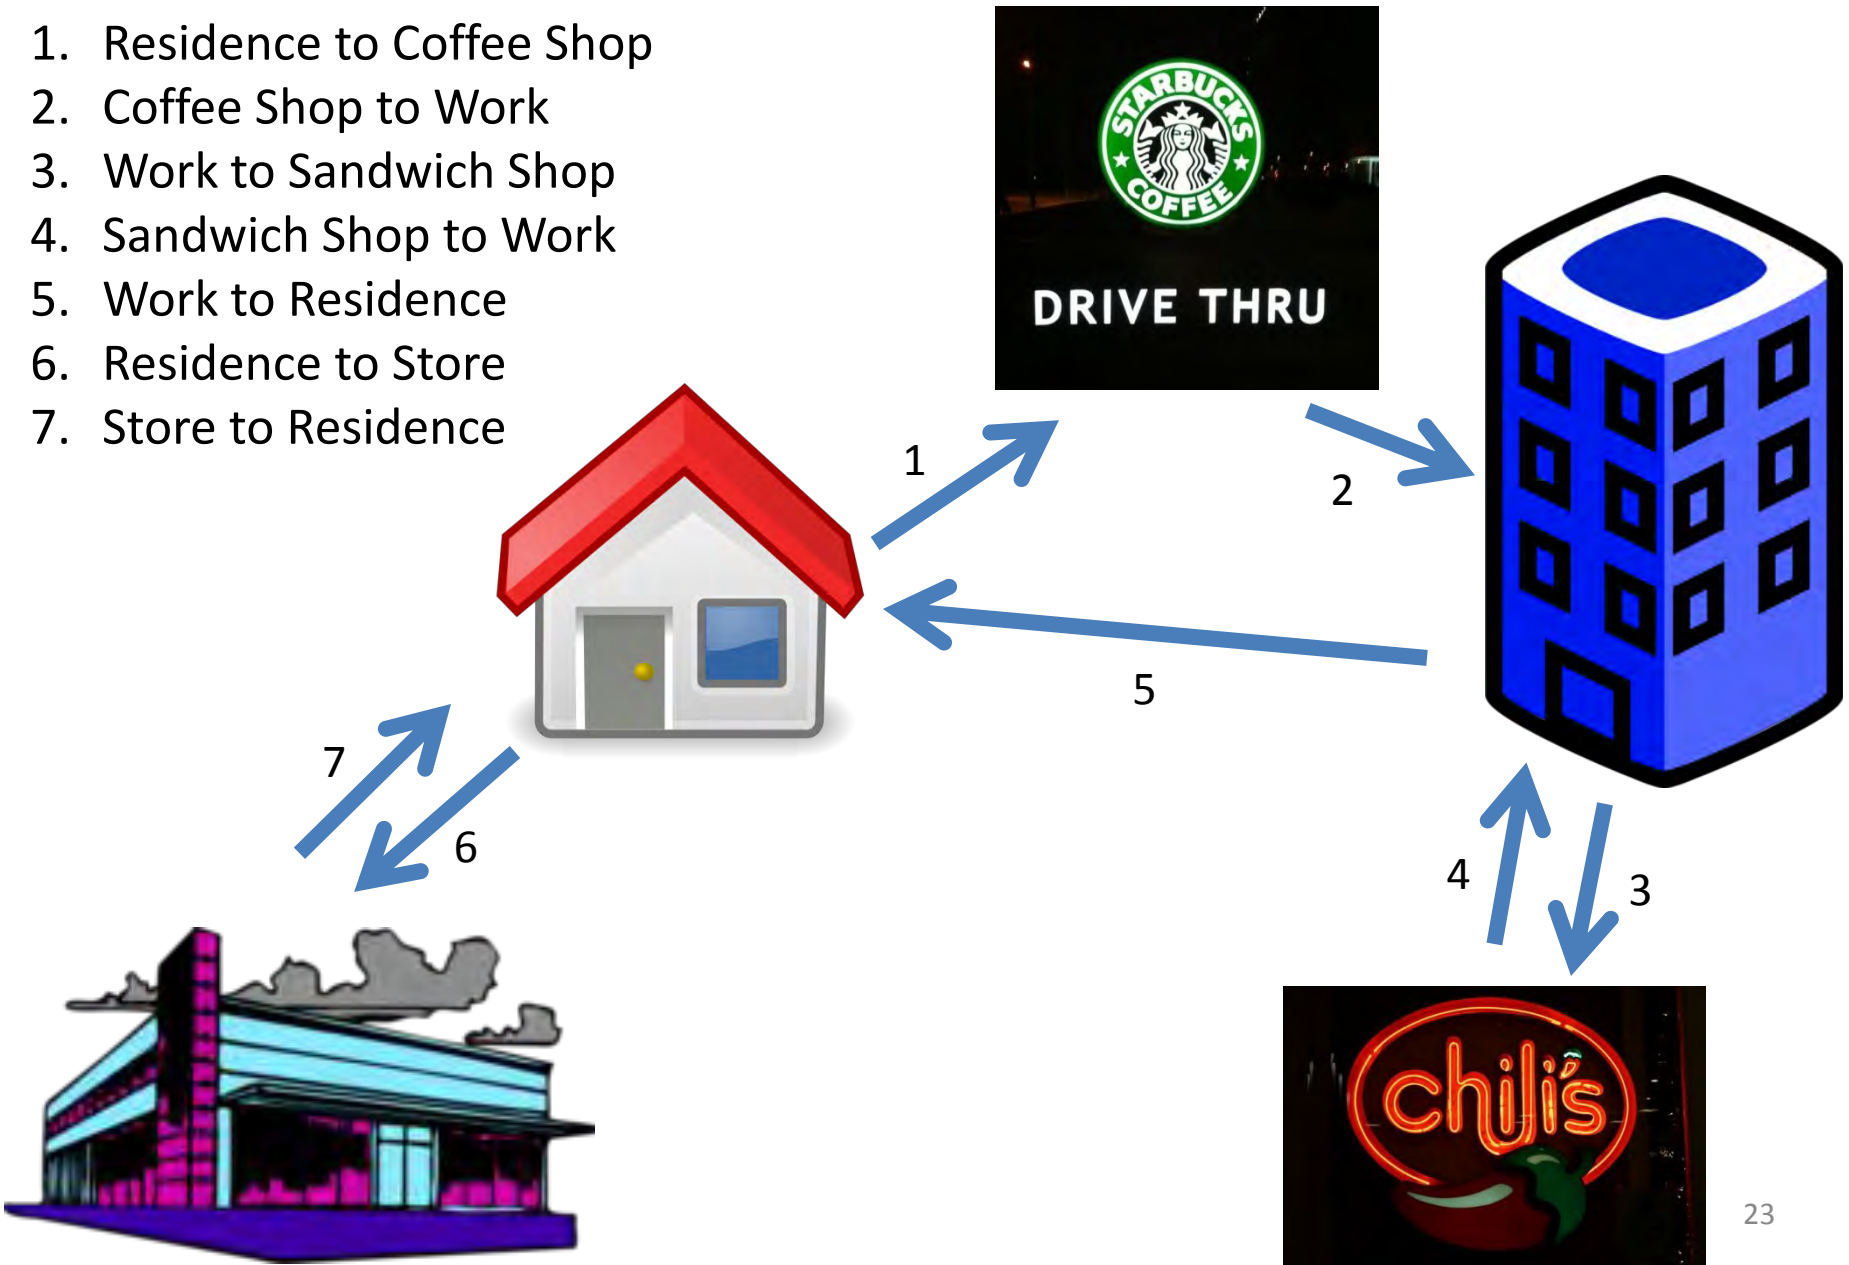 1. Residence to Coffee Shop
2. Coffee Shop to Work
3. Work to Sandwich Shop
4. Sandwich Shop to Work
5. Work to Residence
6. Residence to Store
7. Store to Residence
STARBUCKS
COFFEE
DRIVE THRU
1
2
5
7
6
4
3
chili's
23